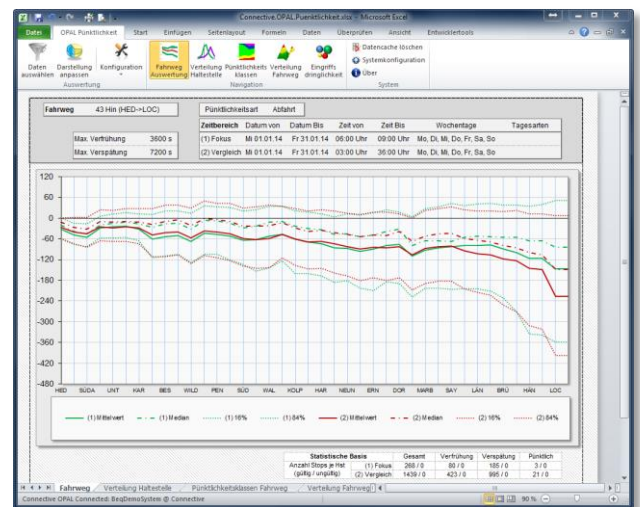 Connective.OPAL.Puenktlichkeit.xlsx - Microsoft Excel
Datei OPAL Pünktlichkeit Start Einfügen Seitenlayout Formeln Daten Überprüfen Ansicht Entwicklertools
Daten auswählen
Darstellung anpassen
Konfiguration
Fahrweg Auswertung
Verteilung Haltestelle
Pünktlichkeits klassen
Verteilung Fahrweg
Eingriffs dringlichkeit
Datencache löschen
Systemkonfiguration
Über
Auswertung Navigation System
Fahrweg 43 Hin (HED->LOC)
Pünktlichkeitsart Abfahrt
Zeitbereich Datum von Datum Bis Zeit von Zeit Bis Wochentage Tagesarten
Max. Verfrühung 3600 s
(1) Fokus Mi 01.01.14 Fr 31.01.14 06:00 Uhr 09:00 Uhr Mo, Di, Mi, Do, Fr, Sa, So
Max. Verspätung 7200 s
(2) Vergleich Mi 01.01.14 Fr 31.01.14 03:00 Uhr 36:00 Uhr Mo, Di, Mi, Do, Fr, Sa, So
120
60
0
-60
-120
-180
-240
-300
-360
-420
-480
HED SÜDA UNT KAR BES WILD PEN SÜD WAL HOLP HAR NEUN ERN DOR MARB SAY LÄN BRÜ HÄN LOC
(1) Mittelwert (1) Median (1) 16% (1) 84% (2) Mittelwert (2) Median (2) 16% (2) 84%
Statistische Basis Gesamt Verfrühung Verspätung Pünktlich
Anzahl Stops je Hst (1) Fokus 268 / 0 80 / 0 185 / 0 3 / 0
(gültig / ungültig) (2) Vergleich 1439 / 0 423 / 0 995 / 0 21 / 0
Fahrweg Verteilung Haltestelle Pünktlichkeitsklassen Fahrweg Verteilung Fahrweg
Connective OPAL Connected: BeqDemoSystem @ Connective 90 %